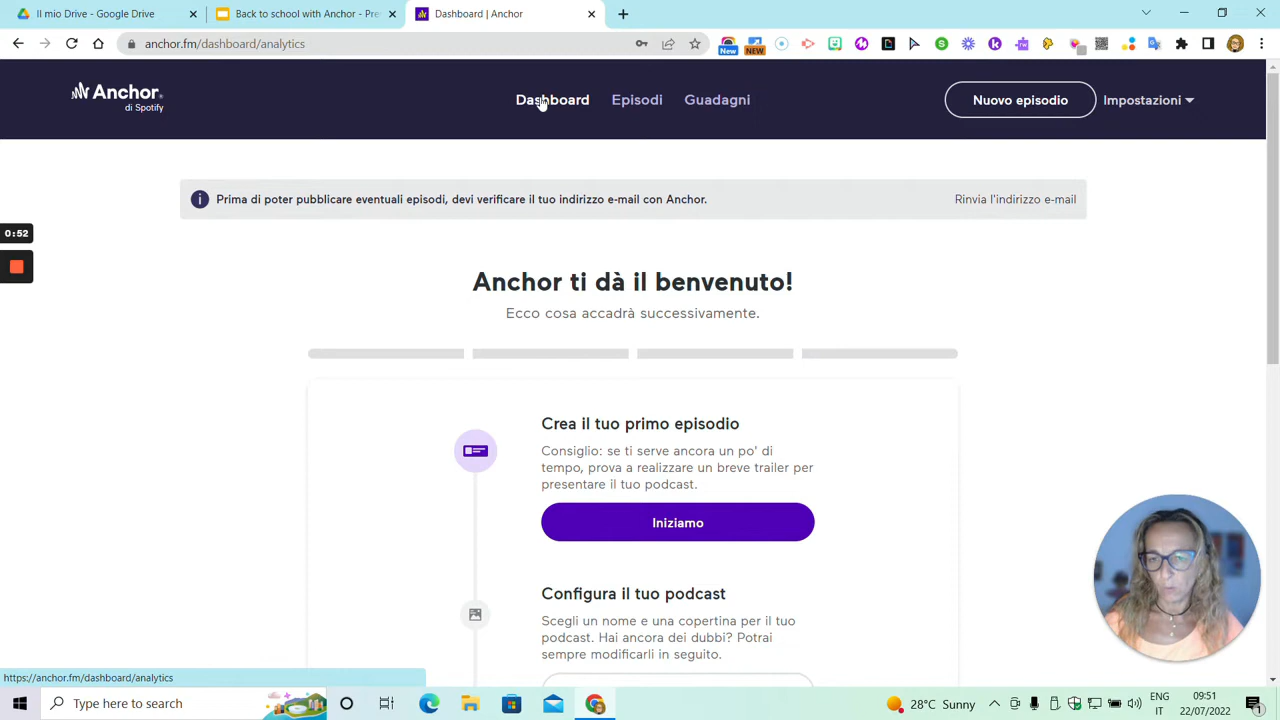 Il mio Drive - Google Drive
Back to school with Anchor - Pre
Dashboard | Anchor
anchor.fm/dashboard/analytics
New
NEW
Anchor.
di Spotify
Dashboard
Episodi
Guadagni
Nuovo episodio
Impostazioni
Prima di poter pubblicare eventuali episodi, devi verificare il tuo indirizzo e-mail con Anchor.
Rinvia l'indirizzo e-mail
0:52
Anchor ti dà il benvenuto!
Ecco cosa accadrà successivamente.
Crea il tuo primo episodio
Consiglio: se ti serve ancora un po' di
tempo, prova a realizzare un breve trailer per
presentare il tuo podcast.
Iniziamo
Configura il tuo podcast
Scegli un nome e una copertina per il tuo
podcast. Hai ancora dei dubbi? Potrai
sempre modificarli in seguito.
https://anchor.fm/dashboard/analytics
Type here to search
28°C Sunny
ENG
IT
09:51
22/07/2022
1